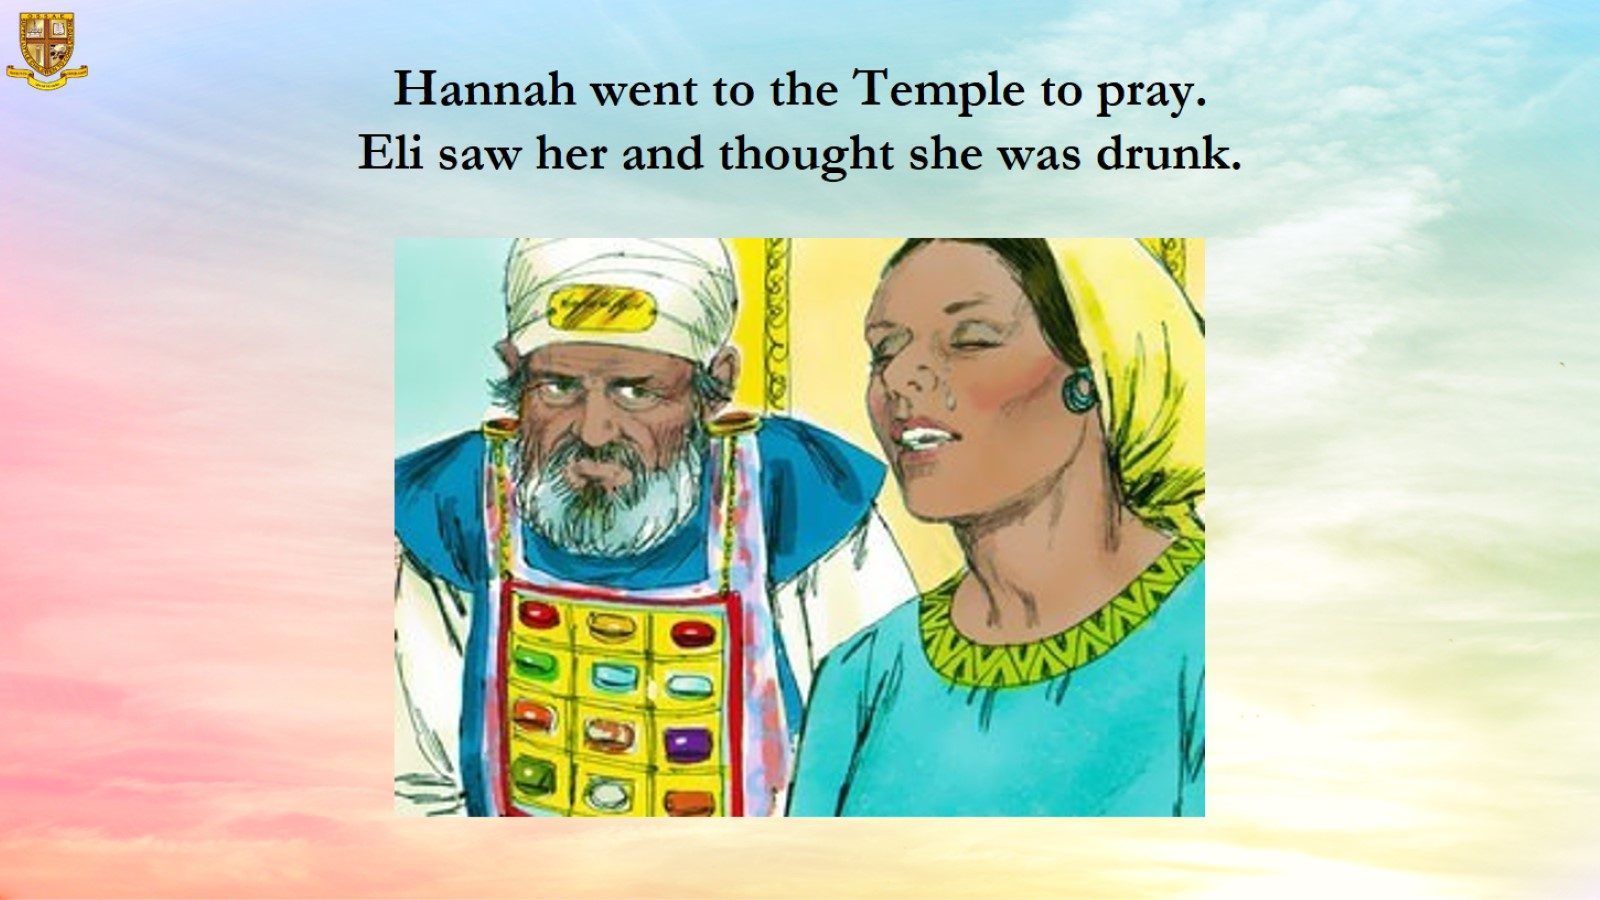 Hannah went to the Temple to pray.
Eli saw her and thought she was drunk.